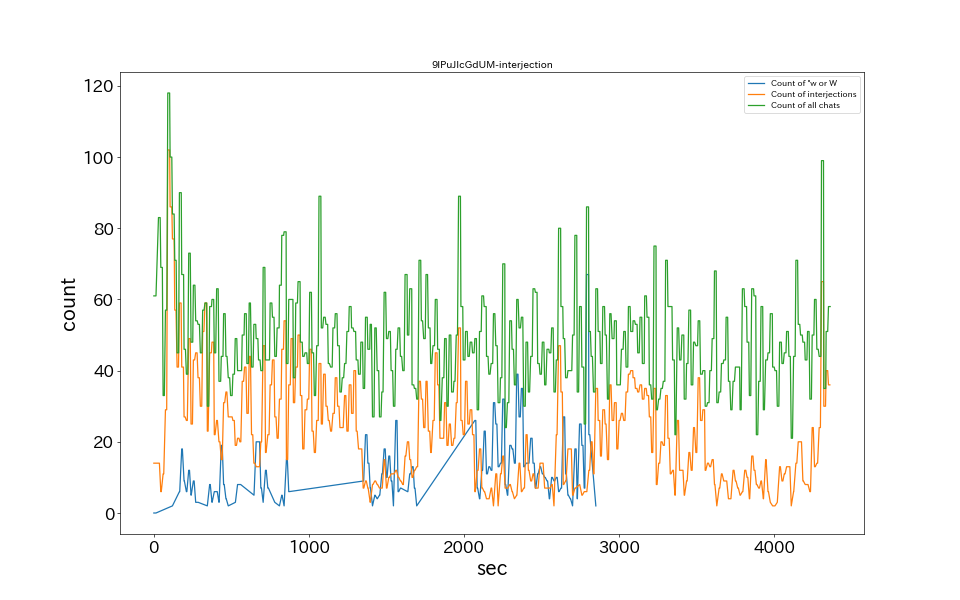 9IPuJIcGdUM-interjection
Count of "w or W
Count of interjections
Count of all chats
120
100
80
60
40
20
0
count
0 1000 2000 3000 4000
sec